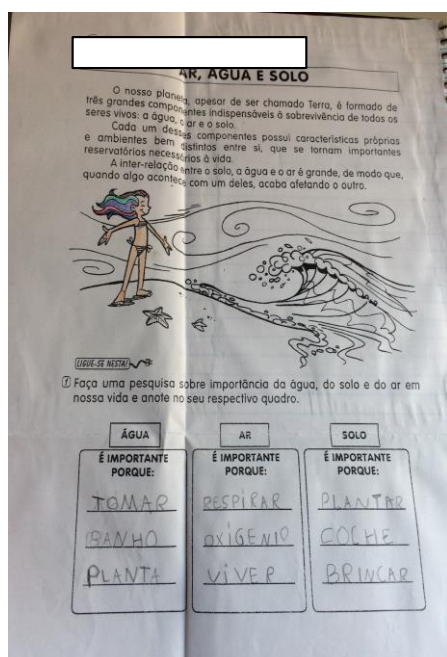 AR, ÁGUA E SOLO
O nosso planeta, apesar de ser chamado Terra, é formado de
três grandes componentes indispensáveis à sobrevivência de todos os
seres vivos: a água, o ar e o solo.
Cada um desses componentes possui características próprias
e ambientes bem distintos entre si, que se tornam importantes
reservatórios necessários à vida.
A inter-relação entre o solo, a água e o ar é grande, de modo que,
quando algo acontece com um deles, acaba afetando o outro.
LIGUE-SE NESTA!
1 Faça uma pesquisa sobre importância da água, do solo e do ar em
nossa vida e anote no seu respectivo quadro.
ÁGUA
É IMPORTANTE
PORQUE:
TOMAR
BANHO
PLANTA
AR
É IMPORTANTE
PORQUE:
RESPIRAR
OXIGENIO
VIVER
SOLO
É IMPORTANTE
PORQUE:
PLANTAR
COLHE
BRINCAR